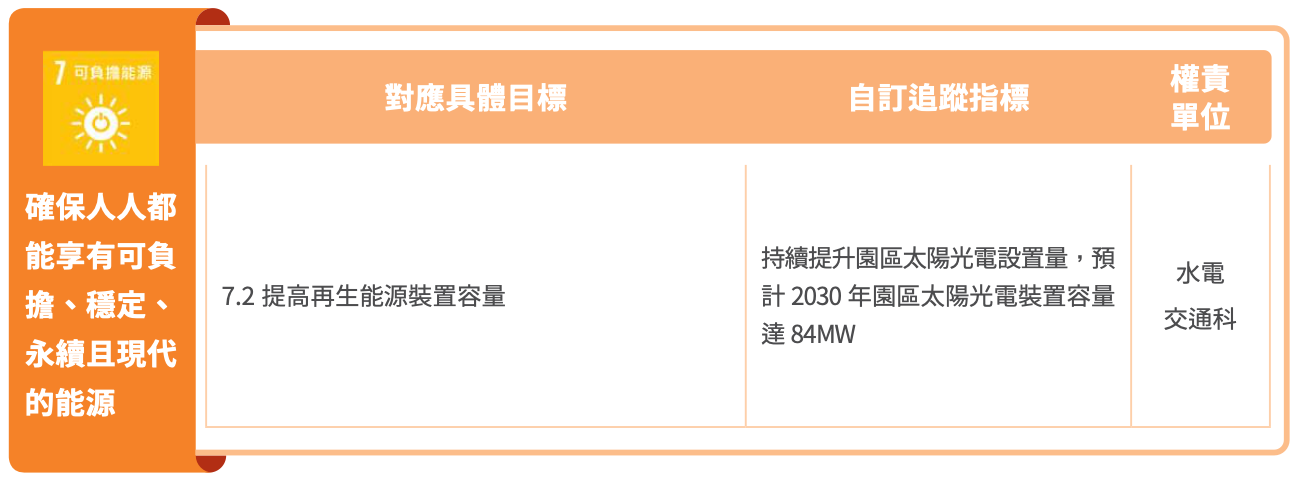 7 可負擔能源
確保人人都
能享有可負
擔、穩定、
永續且現代
的能源
對應具體目標
自訂追蹤指標
權責
單位
7.2 提高再生能源裝置容量
持續提升園區太陽光電設置量，預
計 2030 年園區太陽光電裝置容量
達 84MW
水電
交通科